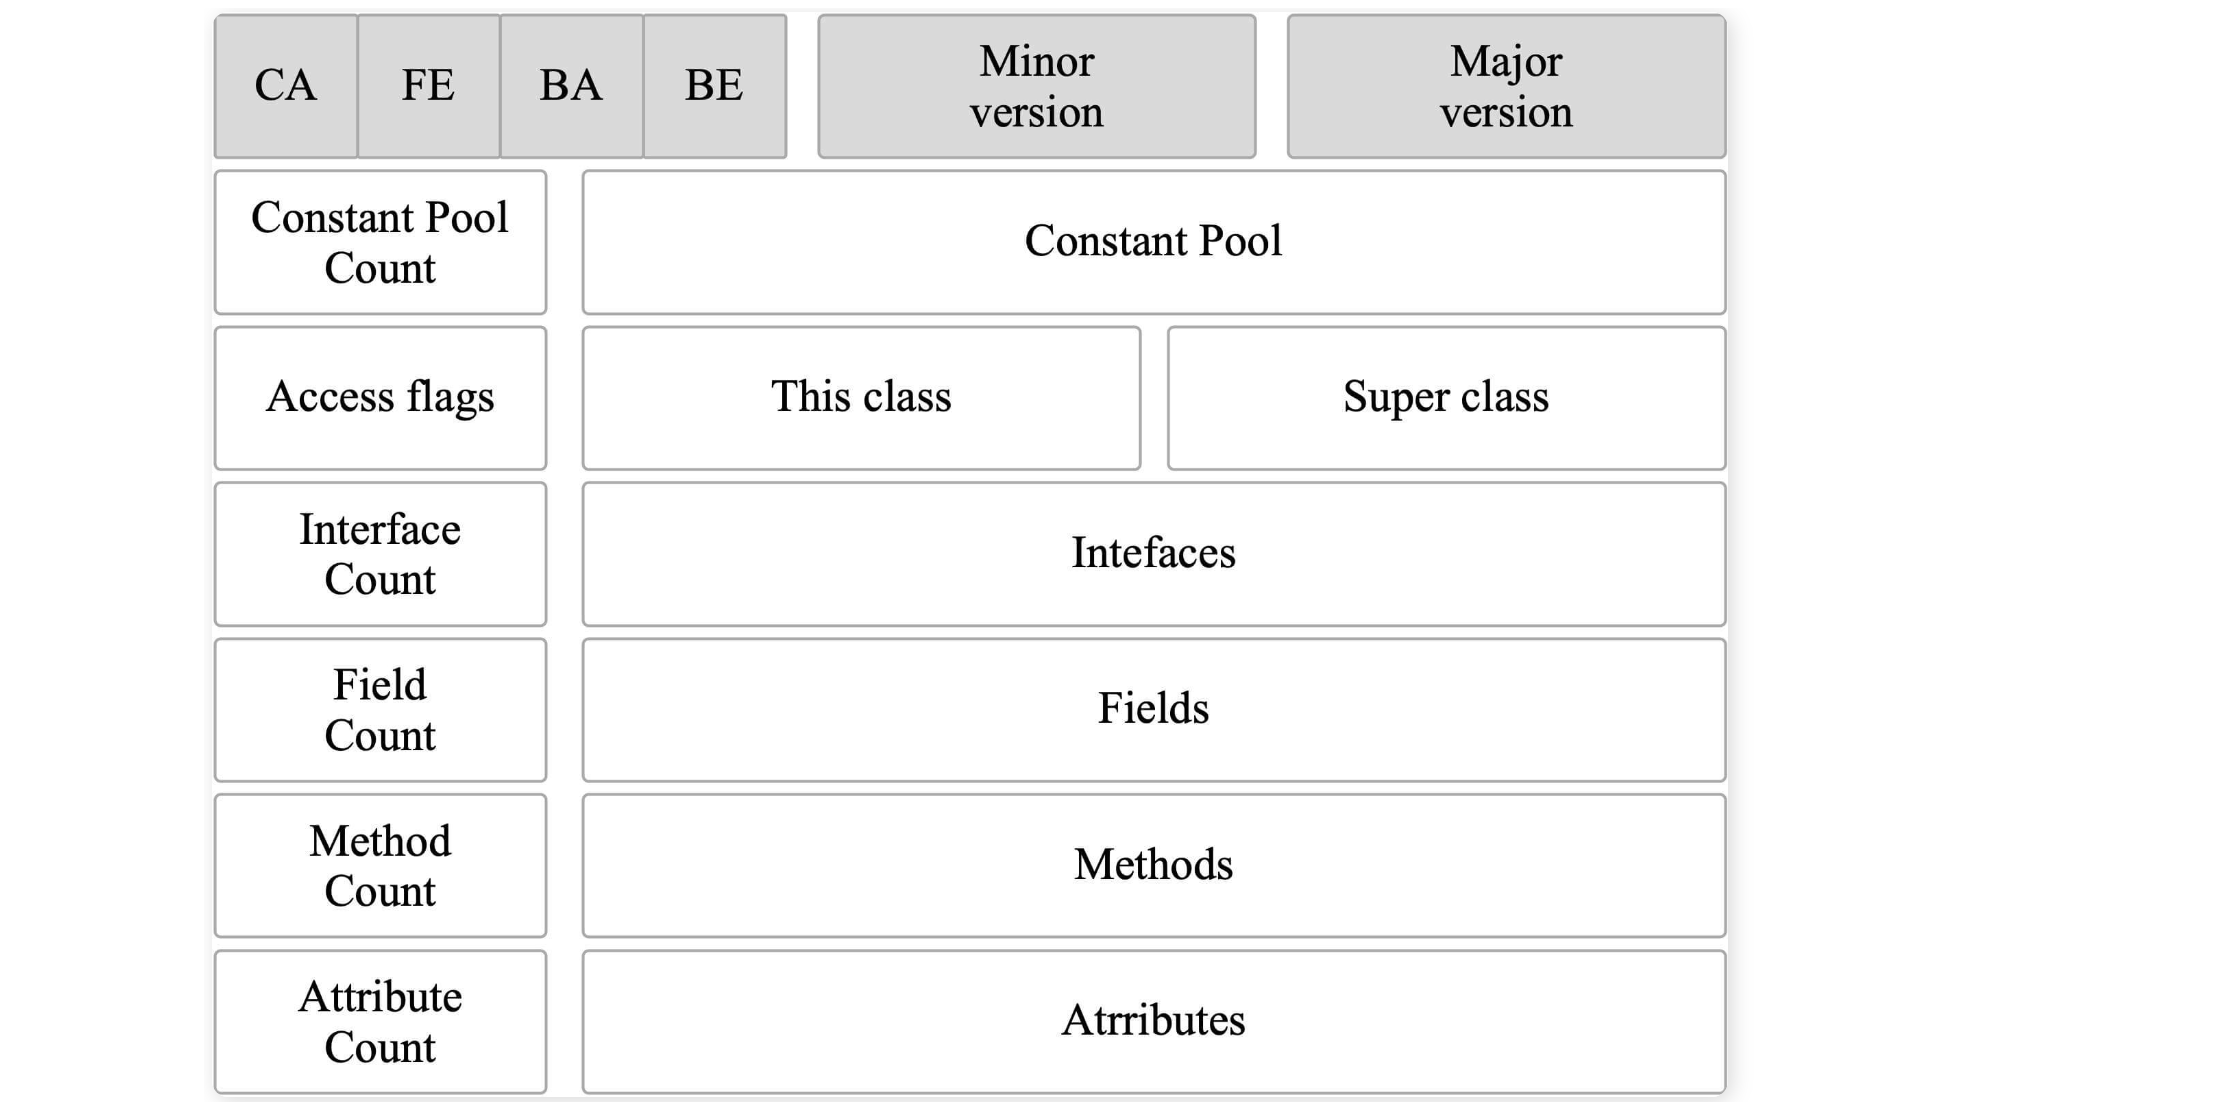 CA FE BA BE
Minor
version
Major
version
Constant Pool
Count
Constant Pool
Access flags
This class
Super class
Interface
Count
Intefaces
Field
Count
Fields
Method
Count
Methods
Attribute
Count
Atrributes